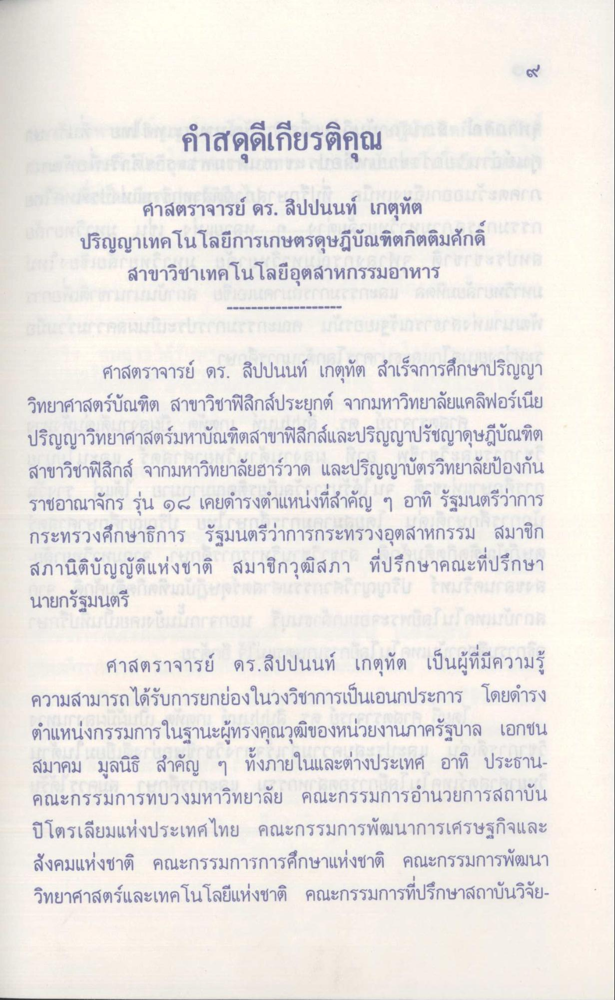 ๙
คำสดุดีเกียรติคุณ
ศาสตราจารย์ ดร. สิปปนนท์ เกตุทัต
ปริญญาเทคโนโลยีการเกษตรดุษฎีบัณฑิตกิตติมศักดิ์
สาขาวิชาเทคโนโลยีอุตสาหกรรมอาหาร
-------------------
ศาสตราจารย์ ดร. สิปปนนท์ เกตุทัต สำเร็จการศึกษาปริญญา
วิทยาศาสตร์บัณฑิต สาขาวิชาฟิสิกส์ประยุกต์ จากมหาวิทยาลัยแคลิฟอร์เนีย
ปริญญาวิทยาศาสตร์มหาบัณฑิตสาขาฟิสิกส์และปริญญาปรัชญาดุษฎีบัณฑิต
สาขาวิชาฟิสิกส์ จากมหาวิทยาลัยฮาร์วาด และปริญญาบัตรวิทยาลัยป้องกัน
ราชอาณาจักร รุ่น ๑๘ เคยดำรงตำแหน่งที่สำคัญ ๆ อาทิ รัฐมนตรีว่าการ
กระทรวงศึกษาธิการ รัฐมนตรีว่าการกระทรวงอุตสาหกรรม สมาชิก
สภานิติบัญญัติแห่งชาติ สมาชิกวุฒิสภา ที่ปรึกษาคณะที่ปรึกษา
นายกรัฐมนตรี
ศาสตราจารย์ ดร.สิปปนนท์ เกตุทัต เป็นผู้ที่มีความรู้
ความสามารถได้รับการยกย่องในวงวิชาการเป็นเอนกประการ โดยดำรง
ตำแหน่งกรรมการในฐานะผู้ทรงคุณวุฒิของหน่วยงานภาครัฐบาล เอกชน
สมาคม มูลนิธิ สำคัญ ๆ ทั้งภายในและต่างประเทศ อาทิ ประธาน-
คณะกรรมการทบวงมหาวิทยาลัย คณะกรรมการอำนวยการสถาบัน
ปิโตรเลียมแห่งประเทศไทย คณะกรรมการพัฒนาการเศรษฐกิจและ
สังคมแห่งชาติ คณะกรรมการการศึกษาแห่งชาติ คณะกรรมการพัฒนา
วิทยาศาสตร์และเทคโนโลยีแห่งชาติ คณะกรรมการที่ปรึกษาสถาบันวิจัย-